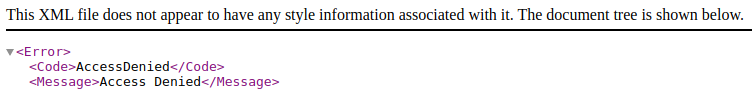 This XML file does not appear to have any style information associated with it. The document tree is shown below.
<Error>
<Code>AccessDenied</Code>
<Message>Access Denied</Message>